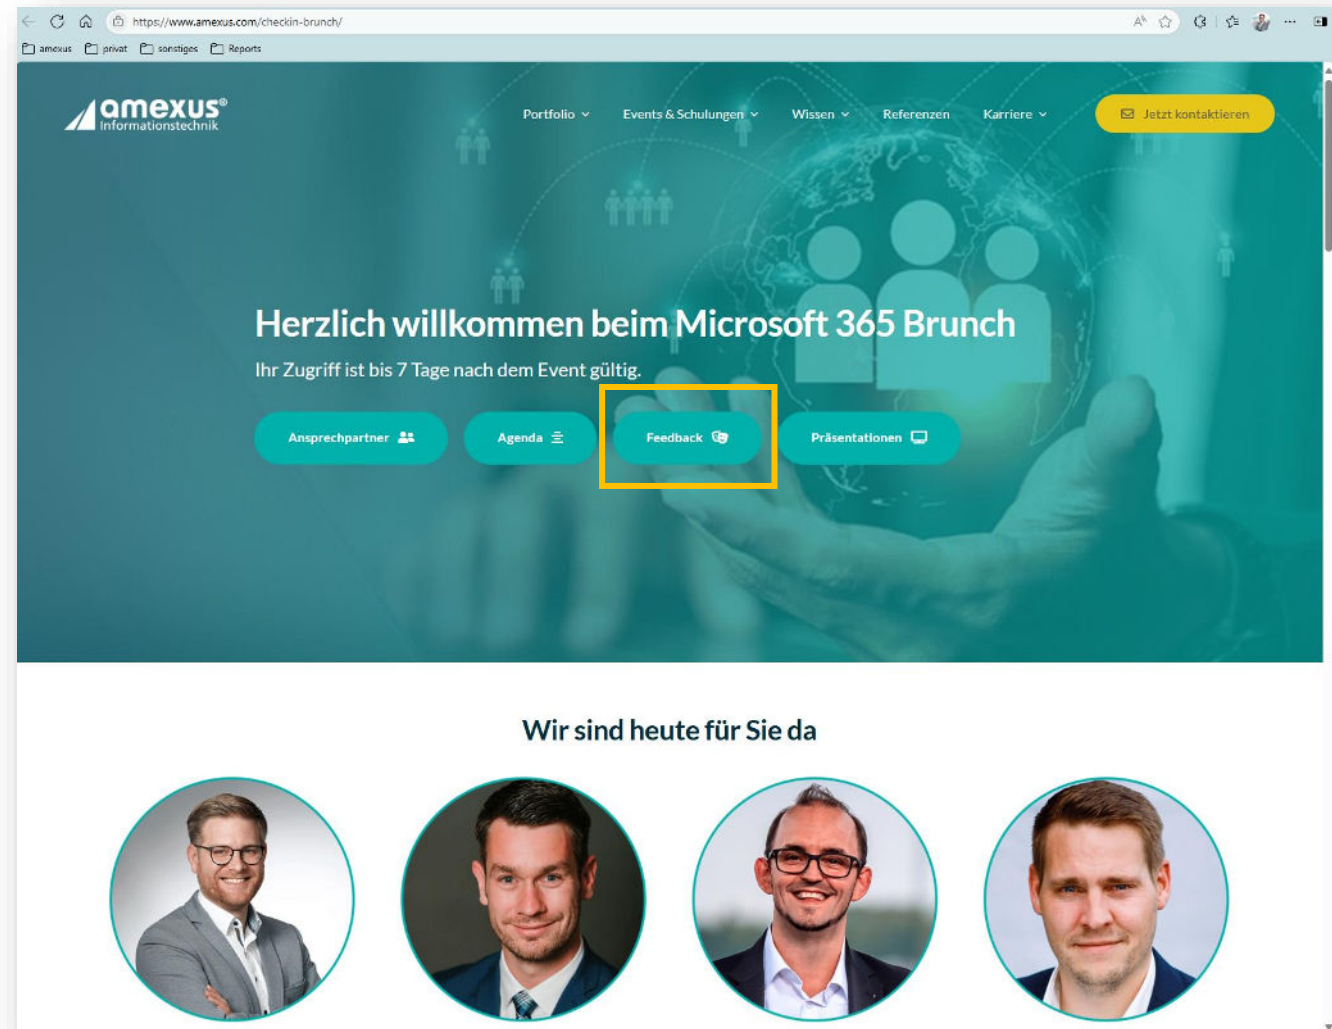 https://www.amexus.com/checkin-brunch/
amexus privat sonstiges Reports
amexus®
Informationstechnik
Portfolio Events & Schulungen Wissen Referenzen Karriere Jetzt kontaktieren
Herzlich willkommen beim Microsoft 365 Brunch
Ihr Zugriff ist bis 7 Tage nach dem Event gültig.
Ansprechpartner Agenda Feedback Präsentationen
Wir sind heute für Sie da